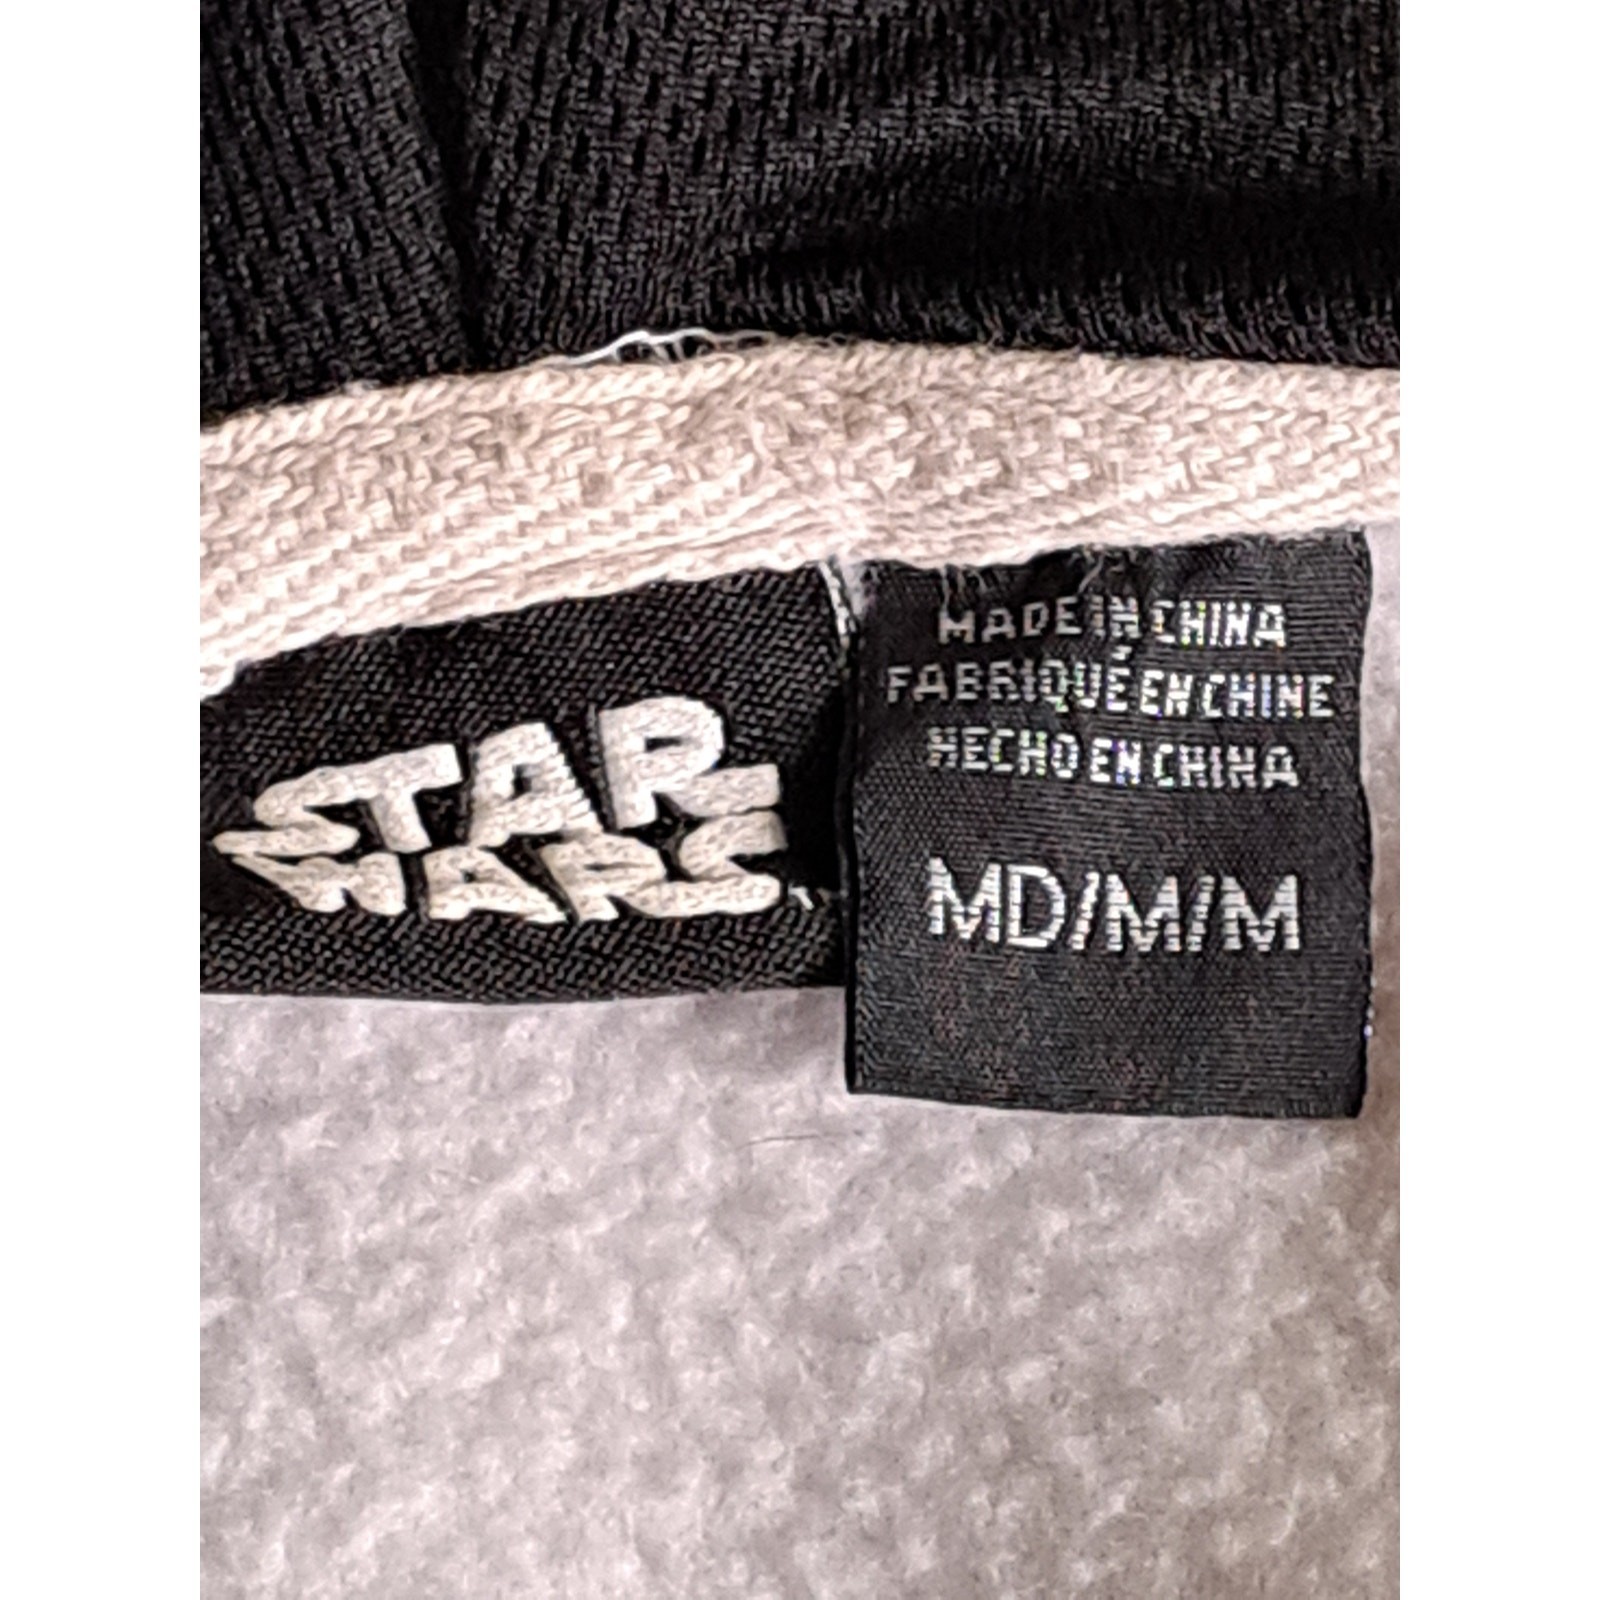 STAR
WARS
MADE IN CHINA
FABRIQUÉ EN CHINE
HECHO EN CHINA
MD/M/M